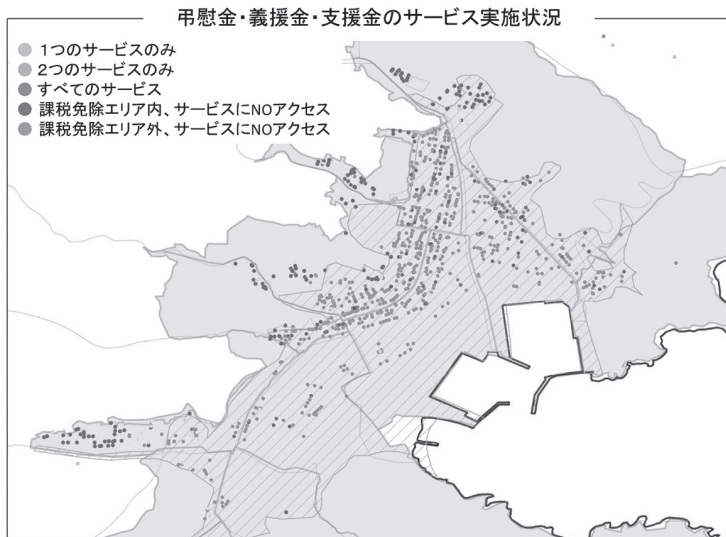 弔慰金・義援金・支援金のサービス実施状況
1つのサービスのみ
2つのサービスのみ
すべてのサービス
課税免除エリア内、サービスにNOアクセス
課税免除エリア外、サービスにNOアクセス